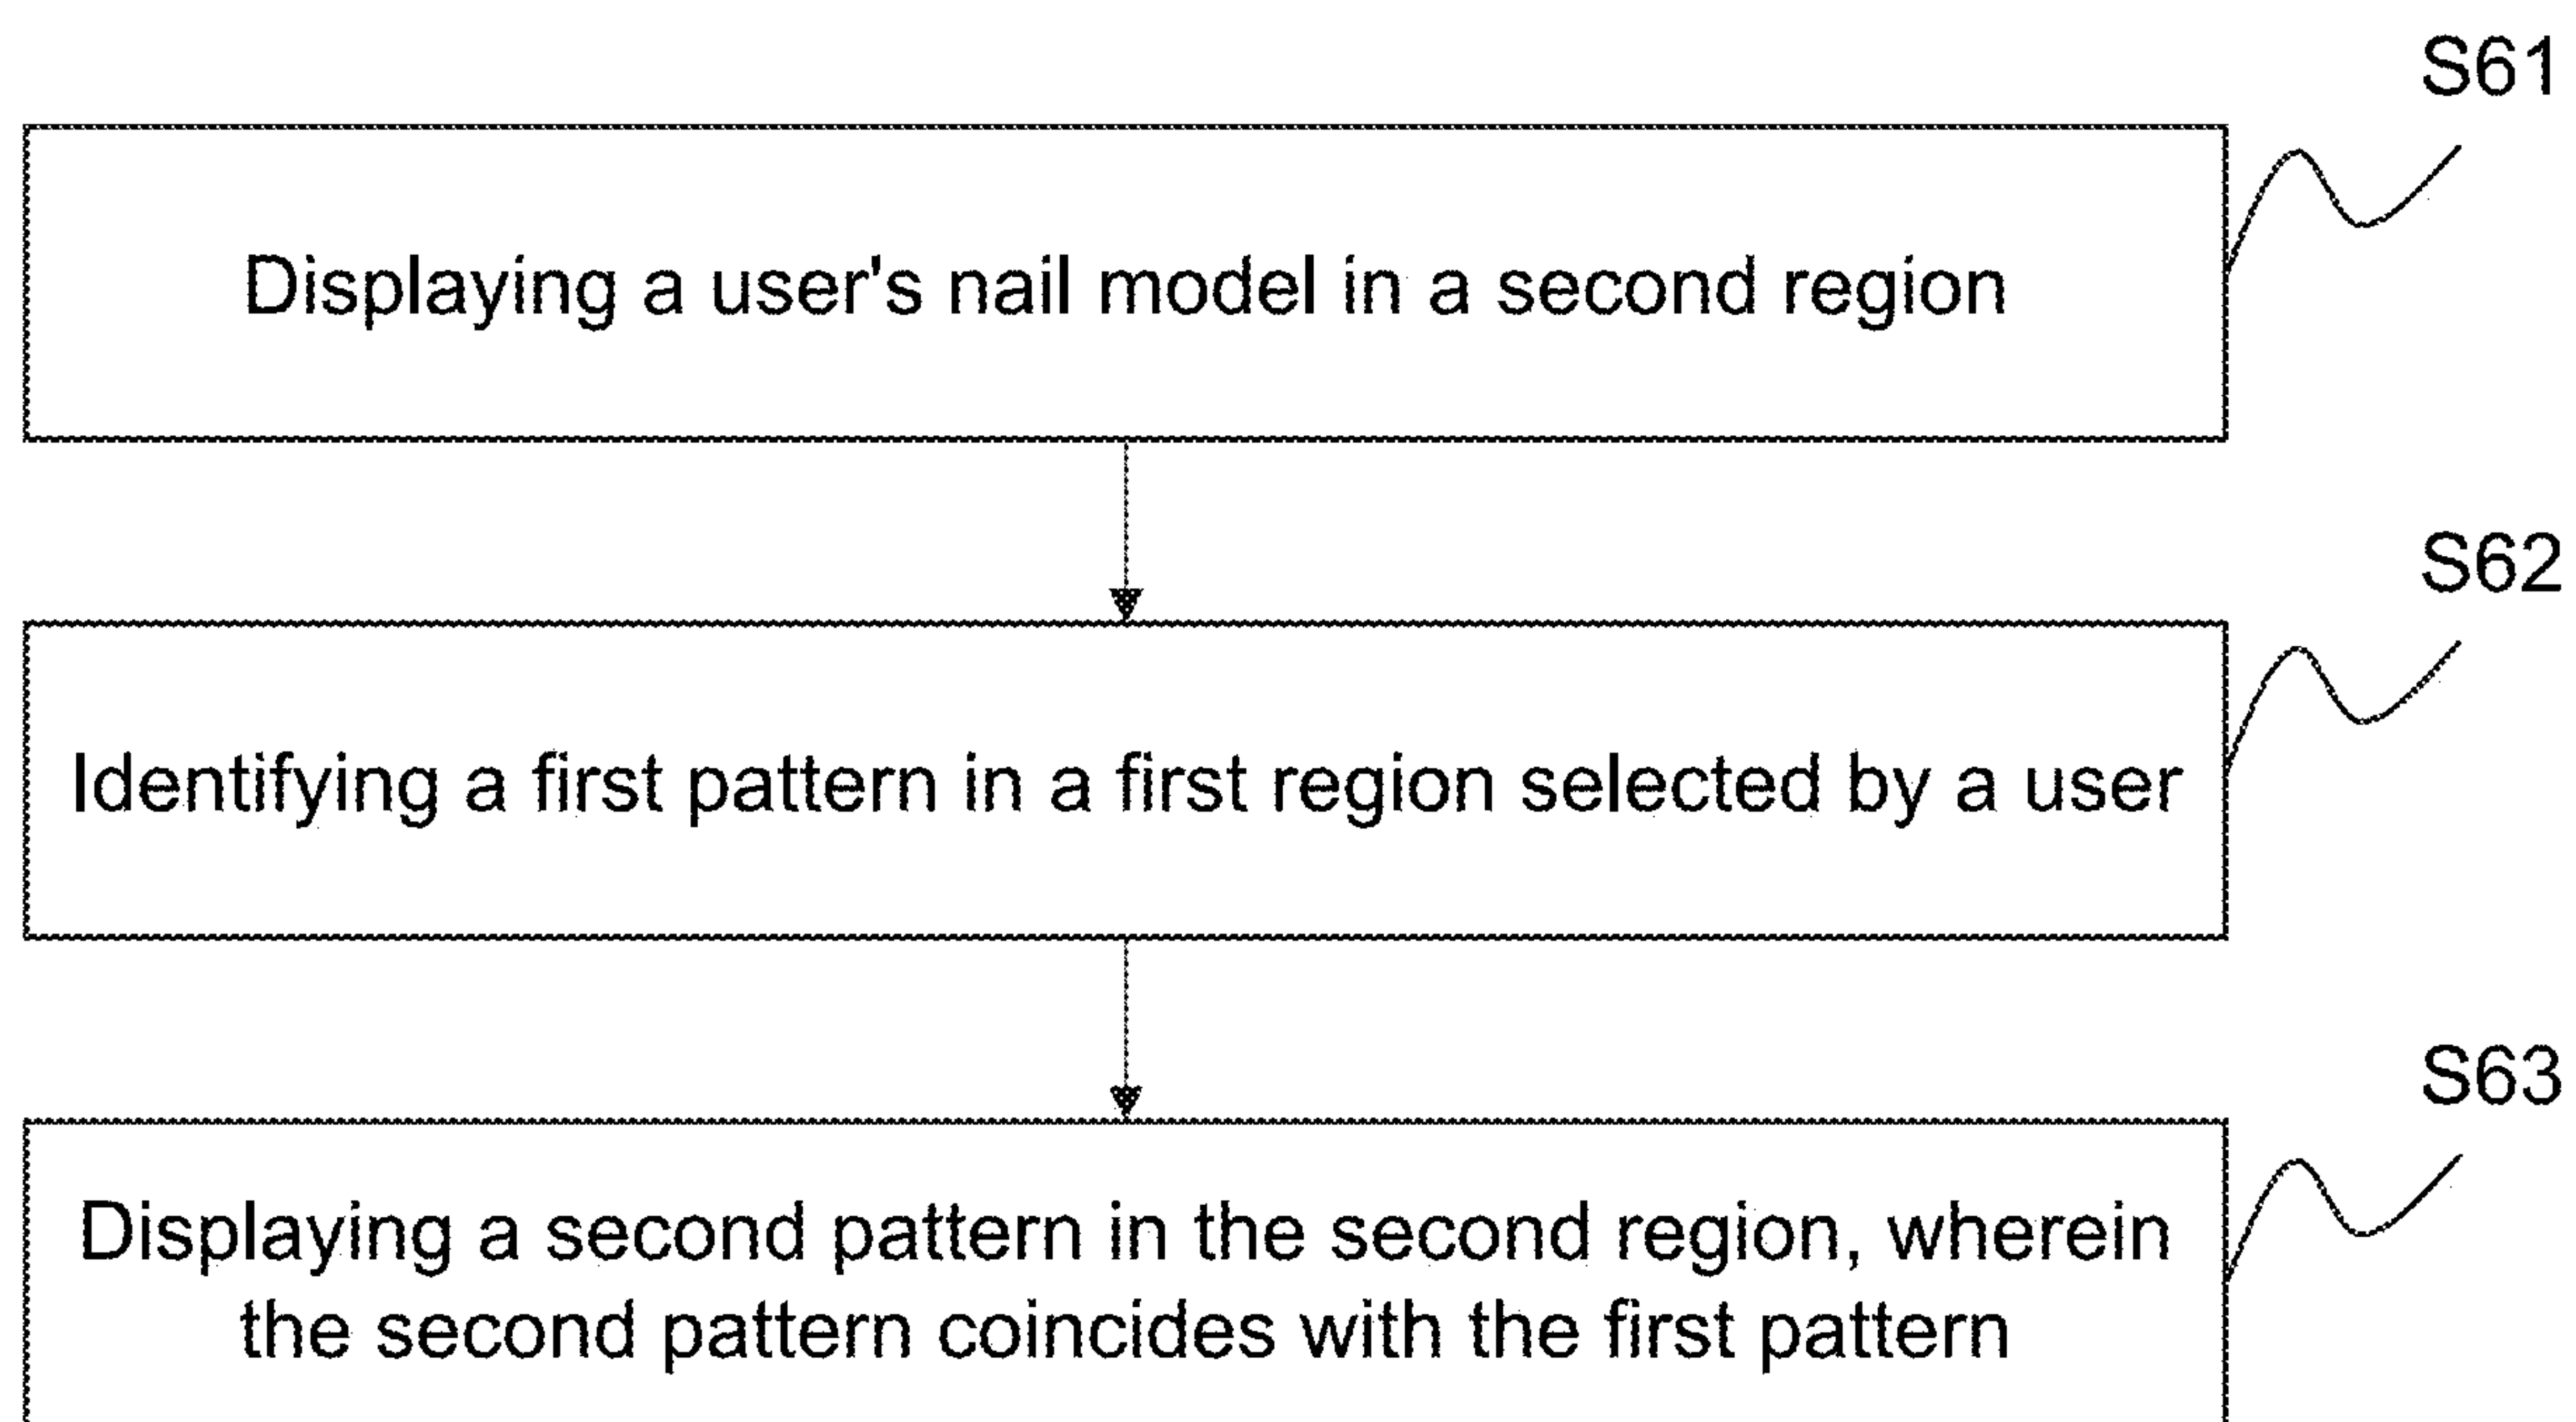 S61
Displaying a user's nail model in a second region
S62
Identifying a first pattern in a first region selected by a user
S63
Displaying a second pattern in the second region, wherein
the second pattern coincides with the first pattern